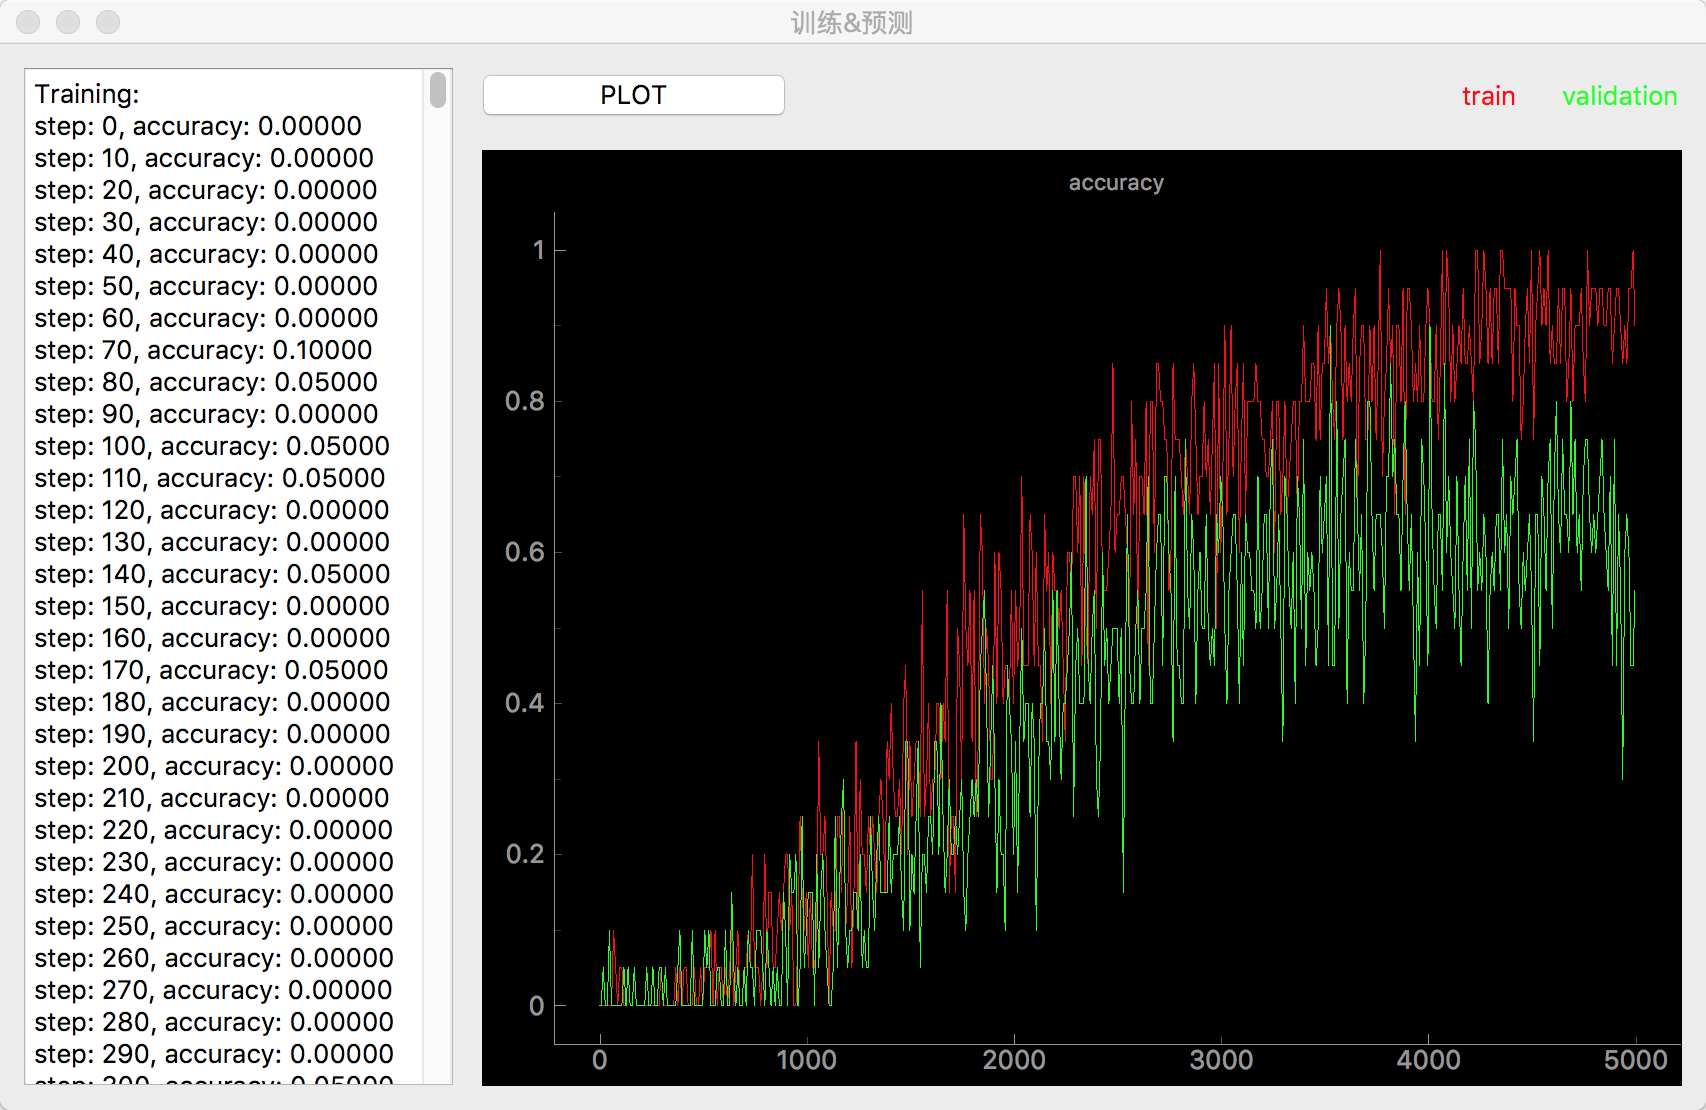 训练&预测
Training:
step: 0, accuracy: 0.00000
step: 10, accuracy: 0.00000
step: 20, accuracy: 0.00000
step: 30, accuracy: 0.00000
step: 40, accuracy: 0.00000
step: 50, accuracy: 0.00000
step: 60, accuracy: 0.00000
step: 70, accuracy: 0.10000
step: 80, accuracy: 0.05000
step: 90, accuracy: 0.00000
step: 100, accuracy: 0.05000
step: 110, accuracy: 0.05000
step: 120, accuracy: 0.00000
step: 130, accuracy: 0.00000
step: 140, accuracy: 0.05000
step: 150, accuracy: 0.00000
step: 160, accuracy: 0.00000
step: 170, accuracy: 0.05000
step: 180, accuracy: 0.00000
step: 190, accuracy: 0.00000
step: 200, accuracy: 0.00000
step: 210, accuracy: 0.00000
step: 220, accuracy: 0.00000
step: 230, accuracy: 0.00000
step: 240, accuracy: 0.00000
step: 250, accuracy: 0.00000
step: 260, accuracy: 0.00000
step: 270, accuracy: 0.00000
step: 280, accuracy: 0.00000
step: 290, accuracy: 0.00000
step: 300, accuracy: 0.05000
PLOT
train validation
accuracy
1
0.8
0.6
0.4
0.2
0
0 1000 2000 3000 4000 5000